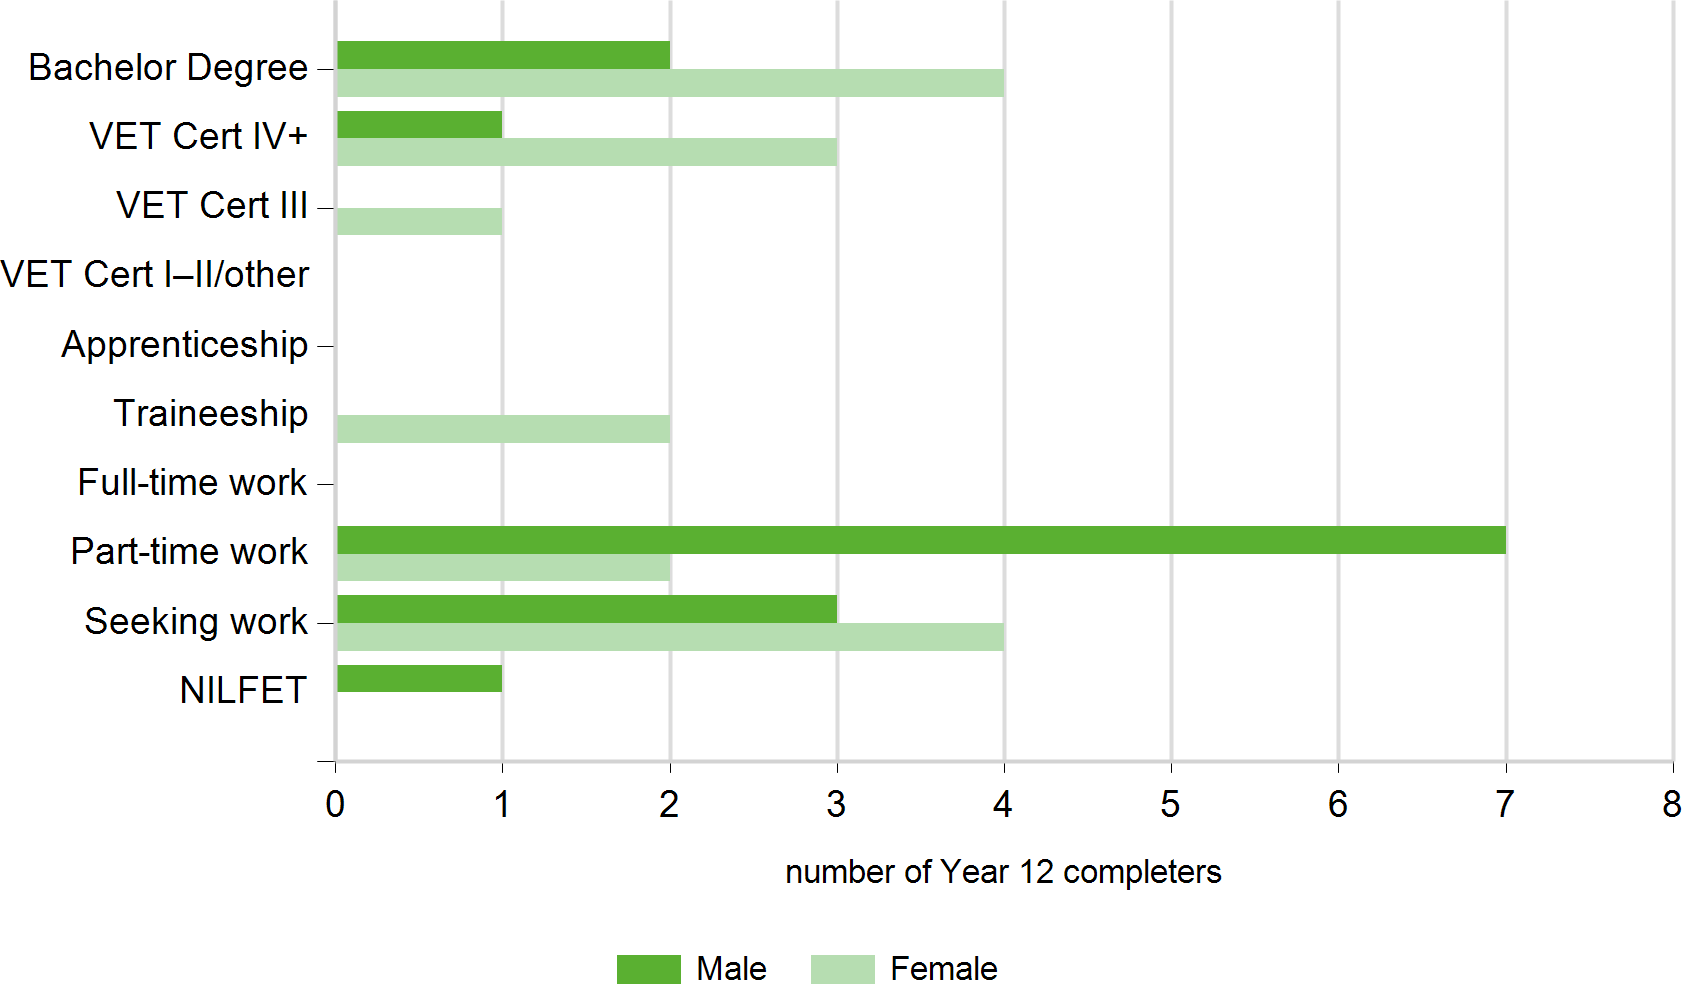 Bachelor Degree
VET Cert IV+
VET Cert III
VET Cert I–II/other
Apprenticeship
Traineeship
Full-time work
Part-time work
Seeking work
NILFET
0 1 2 3 4 5 6 7 8
number of Year 12 completers
Male Female